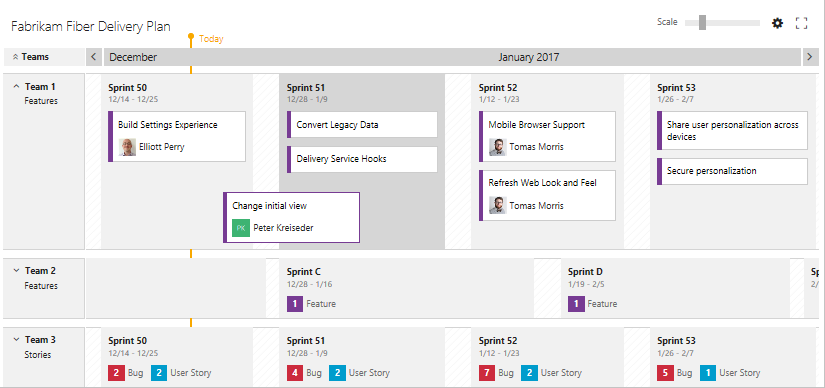 Fabrikam Fiber Delivery Plan
Scale
Today
Teams
December
January 2017
Team 1
Features
Sprint 50
12/14 - 12/25
Build Settings Experience
Elliott Perry
Sprint 51
12/28 - 1/9
Convert Legacy Data
Delivery Service Hooks
Change initial view
PK Peter Kreiseder
Sprint 52
1/12 - 1/23
Mobile Browser Support
Tomas Morris
Refresh Web Look and Feel
Tomas Morris
Sprint 53
1/26 - 2/7
Share user personalization across
devices
Secure personalization
Team 2
Features
Sprint C
12/28 - 1/16
1 Feature
Sprint D
1/19 - 2/5
1 Feature
Team 3
Stories
Sprint 50
12/14 - 12/25
2 Bug 2 User Story
Sprint 51
12/28 - 1/9
4 Bug 2 User Story
Sprint 52
1/12 - 1/23
7 Bug 2 User Story
Sprint 53
1/26 - 2/7
5 Bug 1 User Story